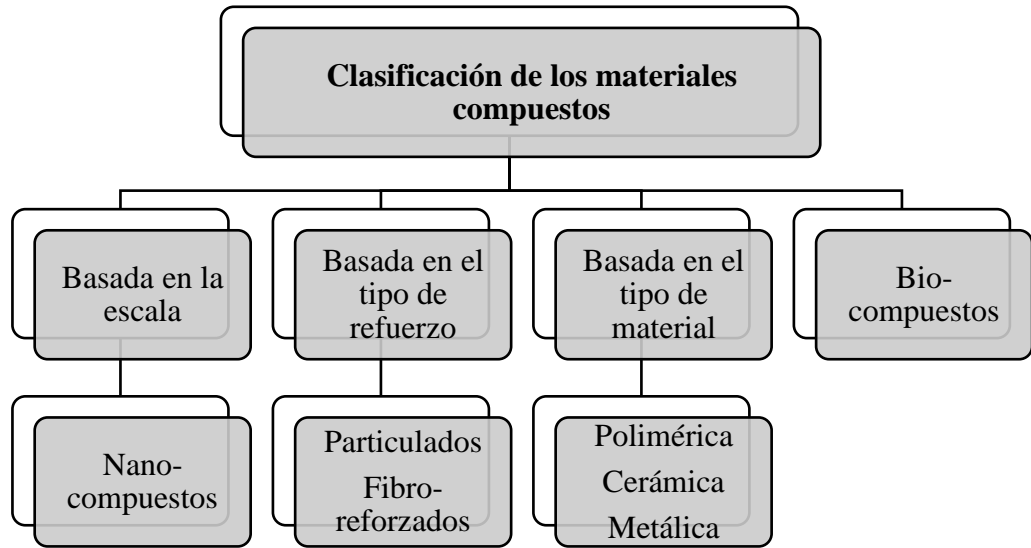 Clasificación de los materiales
compuestos
Basada en la
escala
Basada en el
tipo de
refuerzo
Basada en el
tipo de
material
Bio-
compuestos
Nano-
compuestos
Particulados
Fibro-
reforzados
Polimérica
Cerámica
Metálica